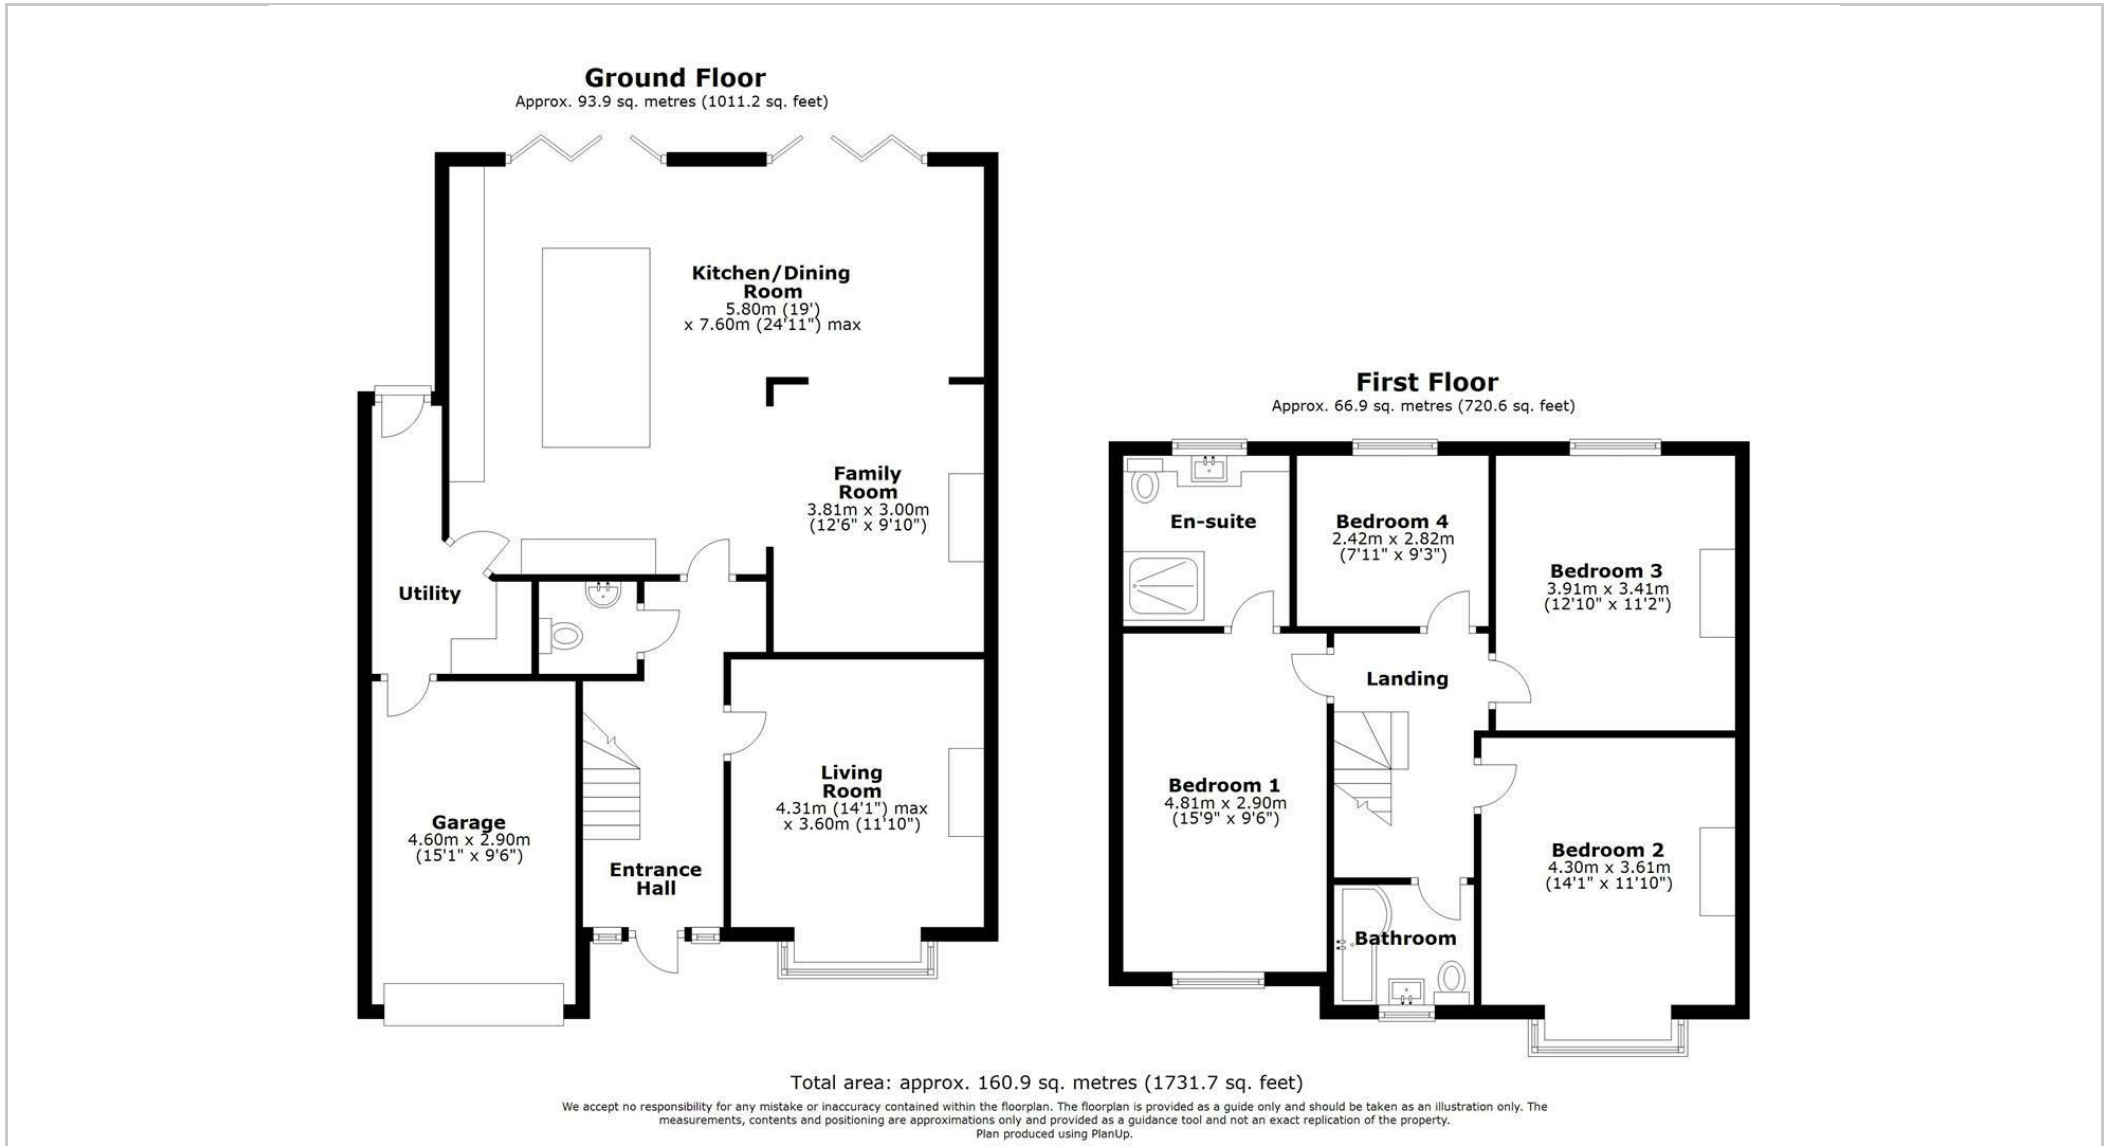 Ground Floor
Approx. 93.9 sq. metres (1011.2 sq. feet)
Kitchen/Dining
Room
5.80m (19')
x 7.60m (24'11") max
Family
Room
3.81m x 3.00m
(12'6" x 9'10")
Utility
Living
Room
4.31m (14'1") max
x 3.60m (11'10")
Garage
4.60m x 2.90m
(15'1" x 9'6")
Entrance
Hall
First Floor
Approx. 66.9 sq. metres (720.6 sq. feet)
En-suite
Bedroom 4
2.42m x 2.82m
(7'11" x 9'3")
Bedroom 3
3.91m x 3.41m
(12'10" x 11'2")
Landing
Bedroom 1
4.81m x 2.90m
(15'9" x 9'6")
Bedroom 2
4.30m x 3.61m
(14'1" x 11'10")
Bathroom
Total area: approx. 160.9 sq. metres (1731.7 sq. feet)
We accept no responsibility for any mistake or inaccuracy contained within the floorplan. The floorplan is provided as a guide only and should be taken as an illustration only. The
measurements, contents and positioning are approximations only and provided as a guidance tool and not an exact replication of the property.
Plan produced using PlanUp.